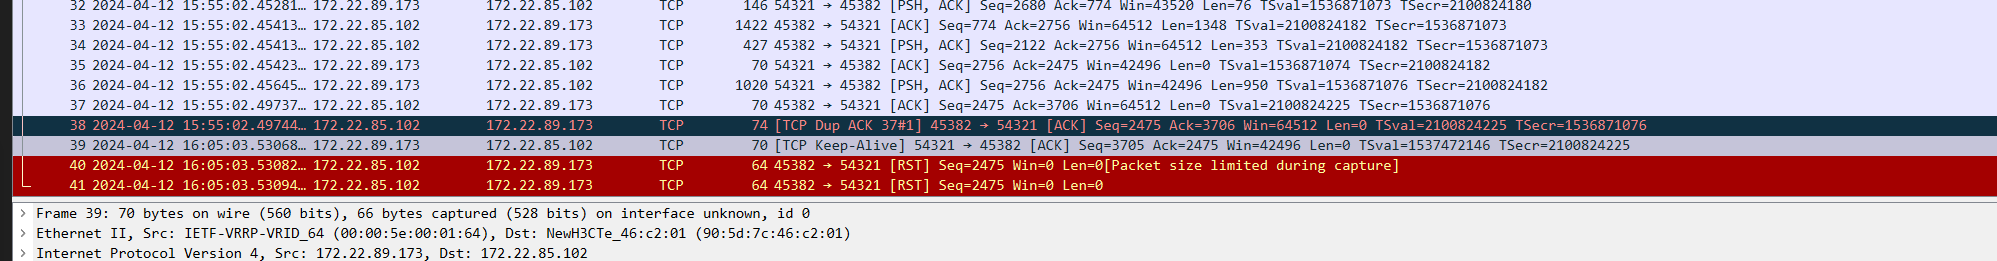 32 2024-04-12 15:55:02.45281… 172.22.89.173 172.22.85.102 TCP 146 54321 → 45382 [PSH, ACK] Seq=2680 Ack=774 Win=43520 Len=76 TSval=1536871073 TSecr=2100824180
33 2024-04-12 15:55:02.45413… 172.22.85.102 172.22.89.173 TCP 1422 45382 → 54321 [ACK] Seq=774 Ack=2756 Win=64512 Len=1348 TSval=2100824182 TSecr=1536871073
34 2024-04-12 15:55:02.45413… 172.22.85.102 172.22.89.173 TCP 427 45382 → 54321 [PSH, ACK] Seq=2122 Ack=2756 Win=64512 Len=353 TSval=2100824182 TSecr=1536871073
35 2024-04-12 15:55:02.45423… 172.22.89.173 172.22.85.102 TCP 70 54321 → 45382 [ACK] Seq=2756 Ack=2475 Win=42496 Len=0 TSval=1536871074 TSecr=2100824182
36 2024-04-12 15:55:02.45645… 172.22.89.173 172.22.85.102 TCP 1020 54321 → 45382 [PSH, ACK] Seq=2756 Ack=2475 Win=42496 Len=950 TSval=1536871076 TSecr=2100824182
37 2024-04-12 15:55:02.49737… 172.22.85.102 172.22.89.173 TCP 70 45382 → 54321 [ACK] Seq=2475 Ack=3706 Win=64512 Len=0 TSval=2100824225 TSecr=1536871076
38 2024-04-12 15:55:02.49744… 172.22.85.102 172.22.89.173 TCP 74 [TCP Dup ACK 37#1] 45382 → 54321 [ACK] Seq=2475 Ack=3706 Win=64512 Len=0 TSval=2100824225 TSecr=1536871076
39 2024-04-12 16:05:03.53068… 172.22.89.173 172.22.85.102 TCP 70 [TCP Keep-Alive] 54321 → 45382 [ACK] Seq=3705 Ack=2475 Win=42496 Len=0 TSval=1537472146 TSecr=2100824225
40 2024-04-12 16:05:03.53082… 172.22.85.102 172.22.89.173 TCP 64 45382 → 54321 [RST] Seq=2475 Win=0 Len=0[Packet size limited during capture]
41 2024-04-12 16:05:03.53094… 172.22.85.102 172.22.89.173 TCP 64 45382 → 54321 [RST] Seq=2475 Win=0 Len=0
Frame 39: 70 bytes on wire (560 bits), 66 bytes captured (528 bits) on interface unknown, id 0
Ethernet II, Src: IETF-VRRP-VRID_64 (00:00:5e:00:01:64), Dst: NewH3CTe_46:c2:01 (90:5d:7c:46:c2:01)
Internet Protocol Version 4, Src: 172.22.89.173, Dst: 172.22.85.102